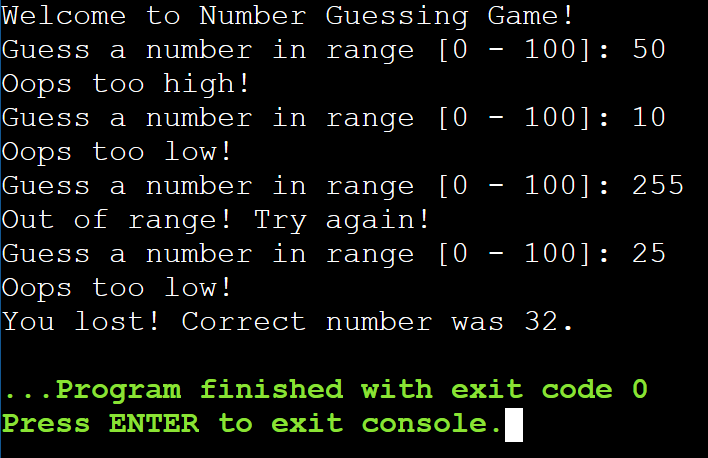 Welcome to Number Guessing Game!
Guess a number in range [0 - 100]: 50
Oops too high!
Guess a number in range [0 - 100]: 10
Oops too low!
Guess a number in range [0 - 100]: 255
Out of range! Try again!
Guess a number in range [0 - 100]: 25
Oops too low!
You lost! Correct number was 32.
...Program finished with exit code 0
Press ENTER to exit console.